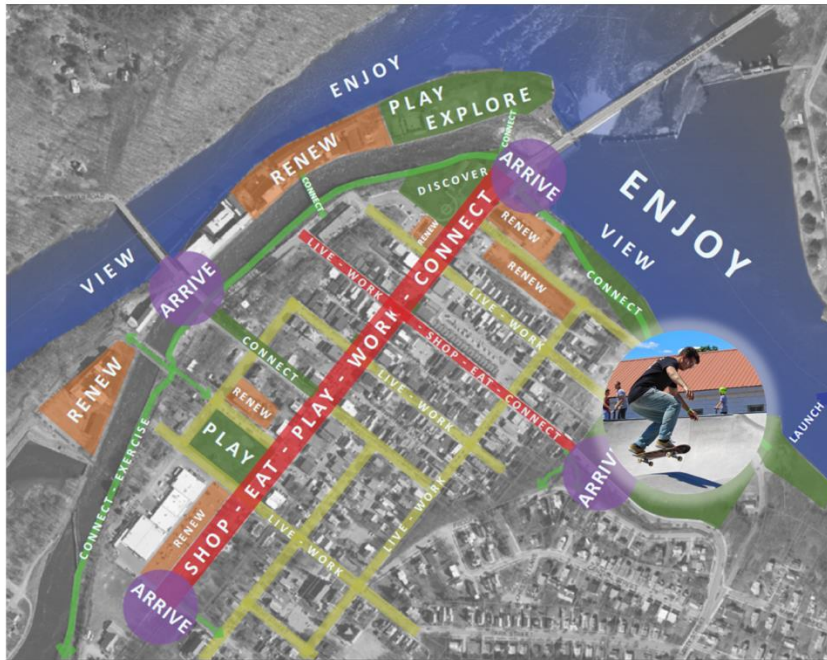 ENJOY
PLAY
EXPLORE
RENEW
CONNECT
CONNECT
ARRIVE
DISCOVER
ENJOY
VIEW
VIEW
ARRIVE
RENEW
RENEW
RENEW
CONNECT
LIVE - WORK - SHOP - EAT - CONNECT
SHOP - EAT - PLAY - WORK - CONNECT
LIVE - WORK
LIVE - WORK
CONNECT
RENEW
RENEW
PLAY
CONNECT - EXERCISE
RENEW
LIVE - WORK
LIVE - WORK
LAUNCH
ARRIV
ARRIVE